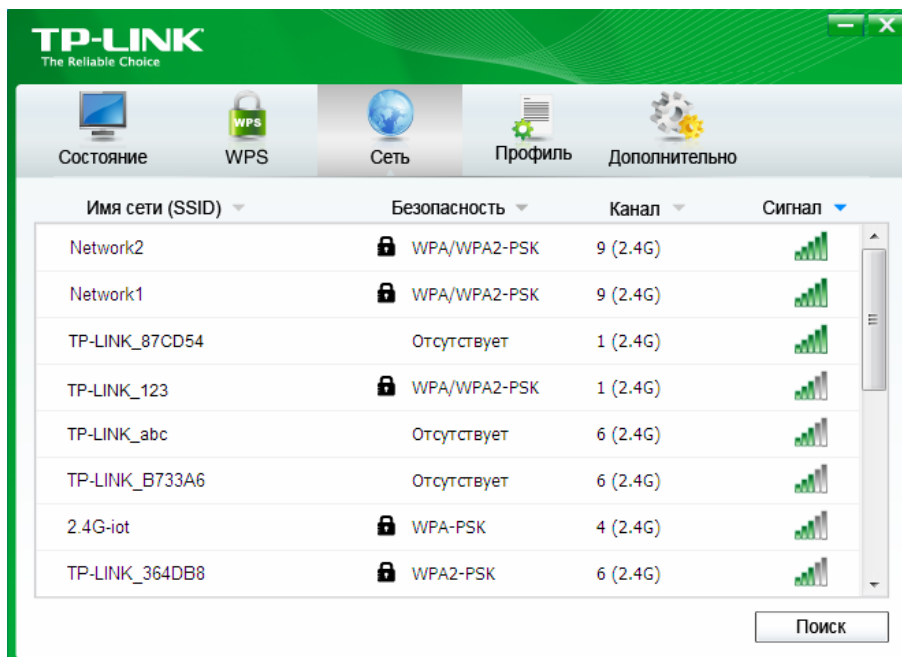 TP-LINK
The Reliable Choice
WPS
Состояние WPS Сеть Профиль Дополнительно
Имя сети (SSID) Безопасность Канал Сигнал
Network2 WPA/WPA2-PSK 9 (2.4G)
Network1 WPA/WPA2-PSK 9 (2.4G)
TP-LINK_87CD54 Отсутствует 1 (2.4G)
TP-LINK_123 WPA/WPA2-PSK 1 (2.4G)
TP-LINK_abc Отсутствует 6 (2.4G)
TP-LINK_B733A6 Отсутствует 6 (2.4G)
2.4G-iot WPA-PSK 4 (2.4G)
TP-LINK_364DB8 WPA2-PSK 6 (2.4G)
Поиск